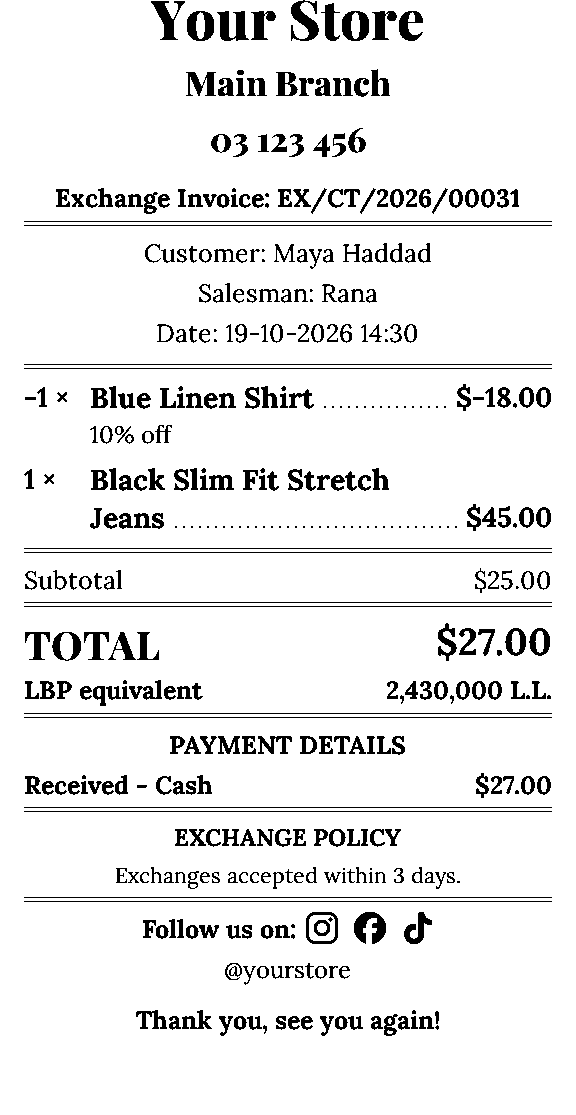 Your Store
Main Branch
03 123 456
Exchange Invoice: EX/CT/2026/00031
Customer: Maya Haddad
Salesman: Rana
Date: 19-10-2026 14:30
-1 × Blue Linen Shirt ................ $-18.00
10% off
1 × Black Slim Fit Stretch
Jeans .................................... $45.00
Subtotal $25.00
TOTAL $27.00
LBP equivalent 2,430,000 L.L.
PAYMENT DETAILS
Received - Cash $27.00
EXCHANGE POLICY
Exchanges accepted within 3 days.
Follow us on:
@yourstore
Thank you, see you again!